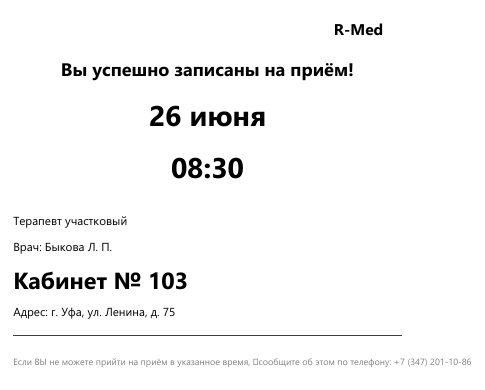 R-Med
Вы успешно записаны на приём!
26 июня
08:30
Терапевт участковый
Врач: Быкова Л. П.
Кабинет № 103
Адрес: г. Уфа, ул. Ленина, д. 75
Если ВЫ не можете прийти на приём в указанное время, □сообщите об этом по телефону: +7 (347) 201-10-86